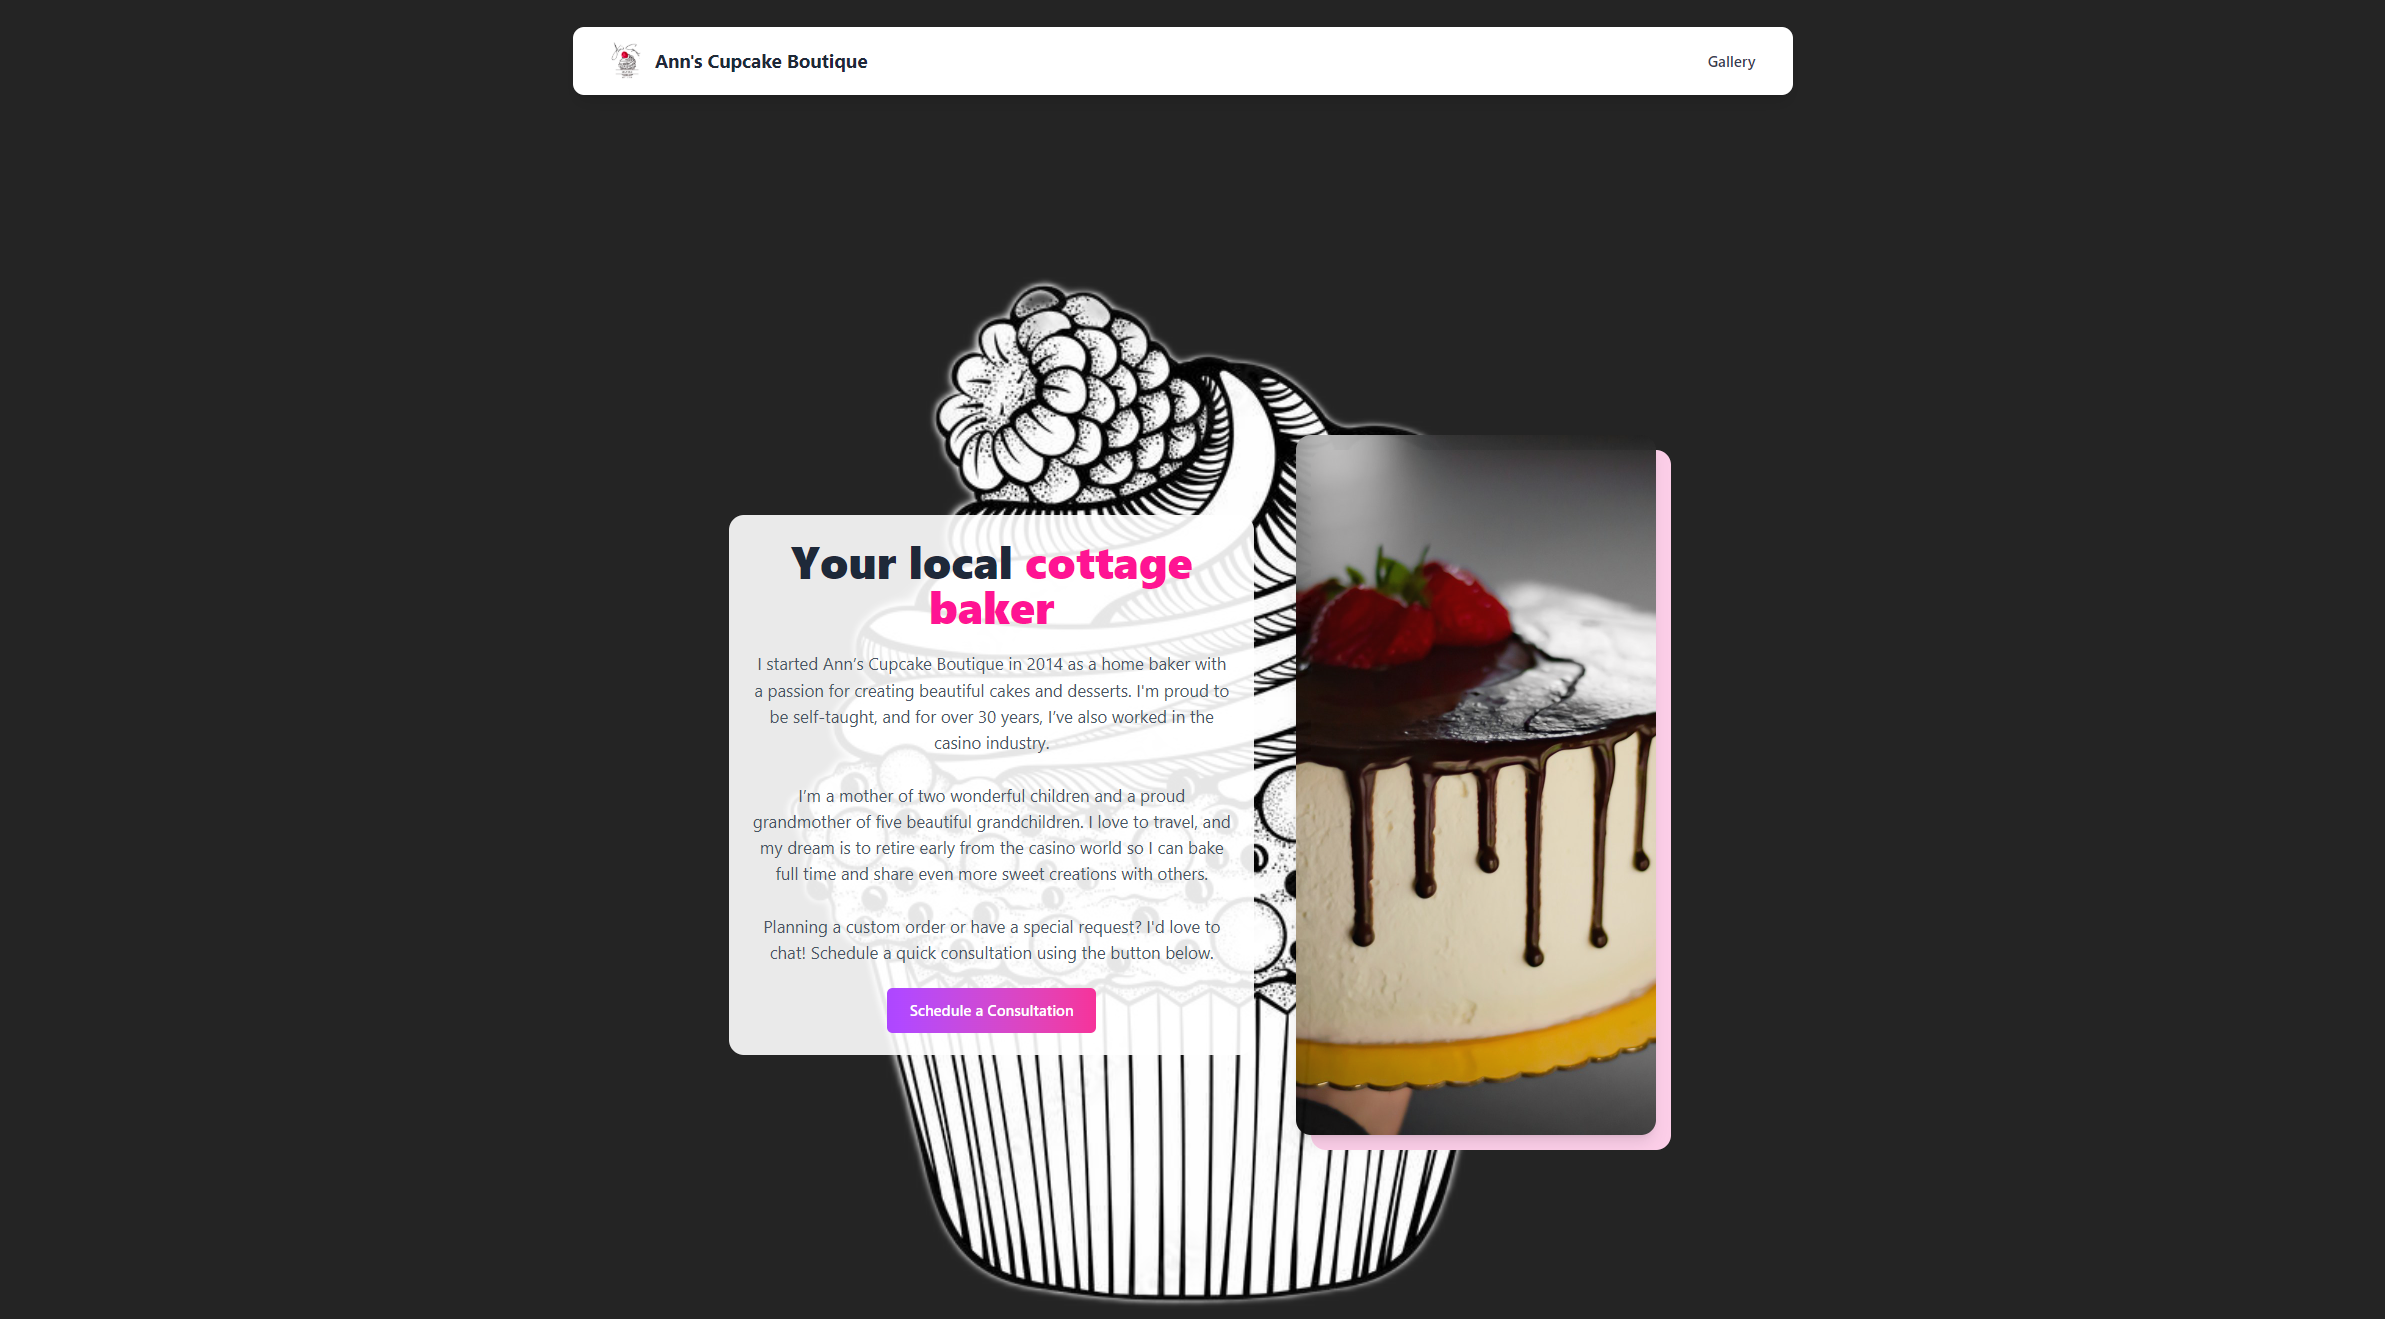 Ann's Cupcake Boutique
Gallery
Your local cottage
baker
I started Ann’s Cupcake Boutique in 2014 as a home baker with
a passion for creating beautiful cakes and desserts. I'm proud to
be self-taught, and for over 30 years, I’ve also worked in the
casino industry.
I’m a mother of two wonderful children and a proud
grandmother of five beautiful grandchildren. I love to travel, and
my dream is to retire early from the casino world so I can bake
full time and share even more sweet creations with others.
Planning a custom order or have a special request? I'd love to
chat! Schedule a quick consultation using the button below.
Schedule a Consultation